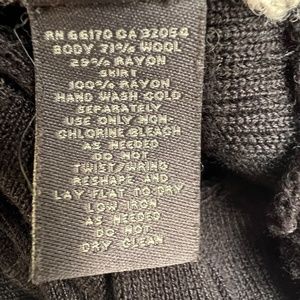 RN 66170 CA 32054
BODY 71% WOOL
29% RAYON
SKIRT
100% RAYON
HAND WASH COLD
SEPARATELY
USE ONLY NON-
CHLORINE BLEACH
AS NEEDED
DO NOT
TWIST/WRING
RESHAPE AND
LAY FLAT TO DRY
LOW IRON
AS NEEDED
DO NOT
DRY CLEAN